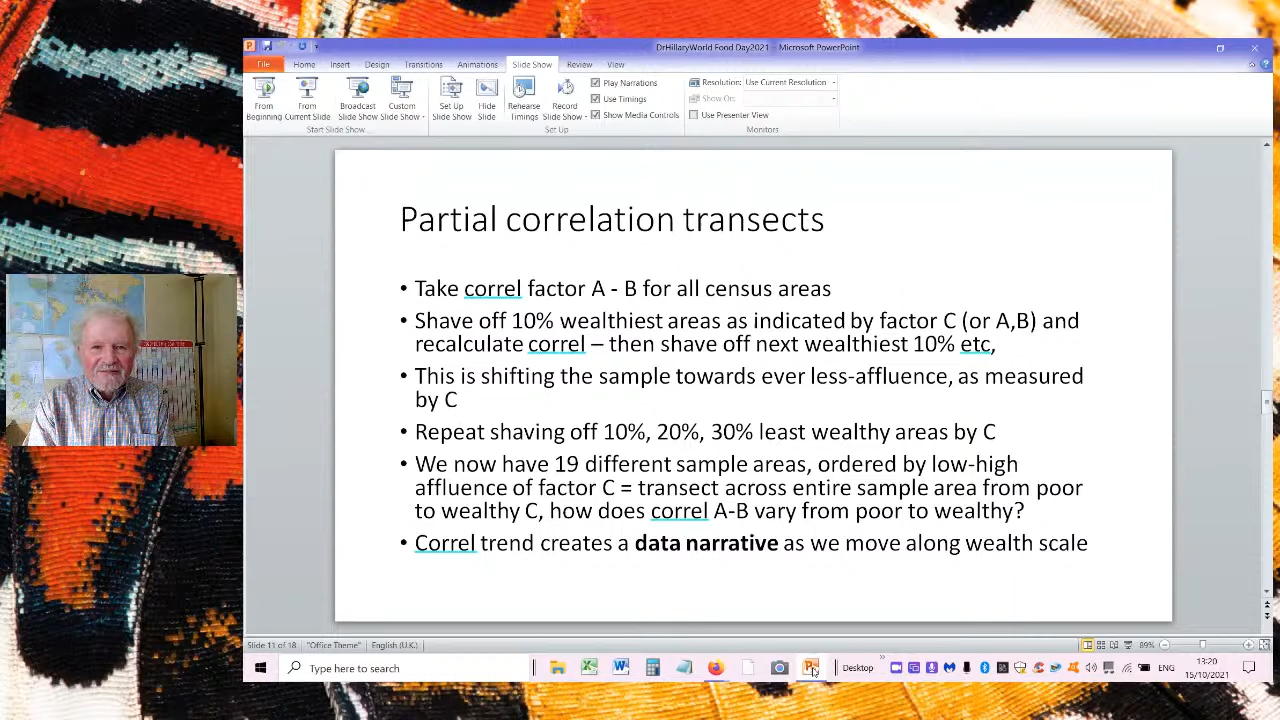 DrHillaryWord
2021 - Microsoft PowerPoint
File Home Insert Design Transitions Animations Slide Show Review View
From Beginning
From Current Slide
Broadcast Slide Show
Custom Slide Show
Set Up Slide Show
Hide Slide
Rehearse Timings
Record Slide Show
Play Narrations
Use Timings
Show Media Controls
Resolution: Use Current Resolution
Show On:
Use Presenter View
Start Slide Show
Set Up
Monitors
Partial correlation transects
• Take correl factor A - B for all census areas
• Shave off 10% wealthiest areas as indicated by factor C (or A,B) and
recalculate correl – then shave off next wealthiest 10% etc,
• This is shifting the sample towards ever less-affluence, as measured
by C
• Repeat shaving off 10%, 20%, 30% least wealthy areas by C
• We now have 19 different sample areas, ordered by low-high
affluence of factor C = transect across entire sample area from poor
to wealthy C, how does correl A-B vary from poor to wealthy?
• Correl trend creates a data narrative as we move along wealth scale
Slide 11 of 18 "Office Theme" English (U.K.) 89%
Type here to search
Desktop
ENG
13:20
15/10/2021